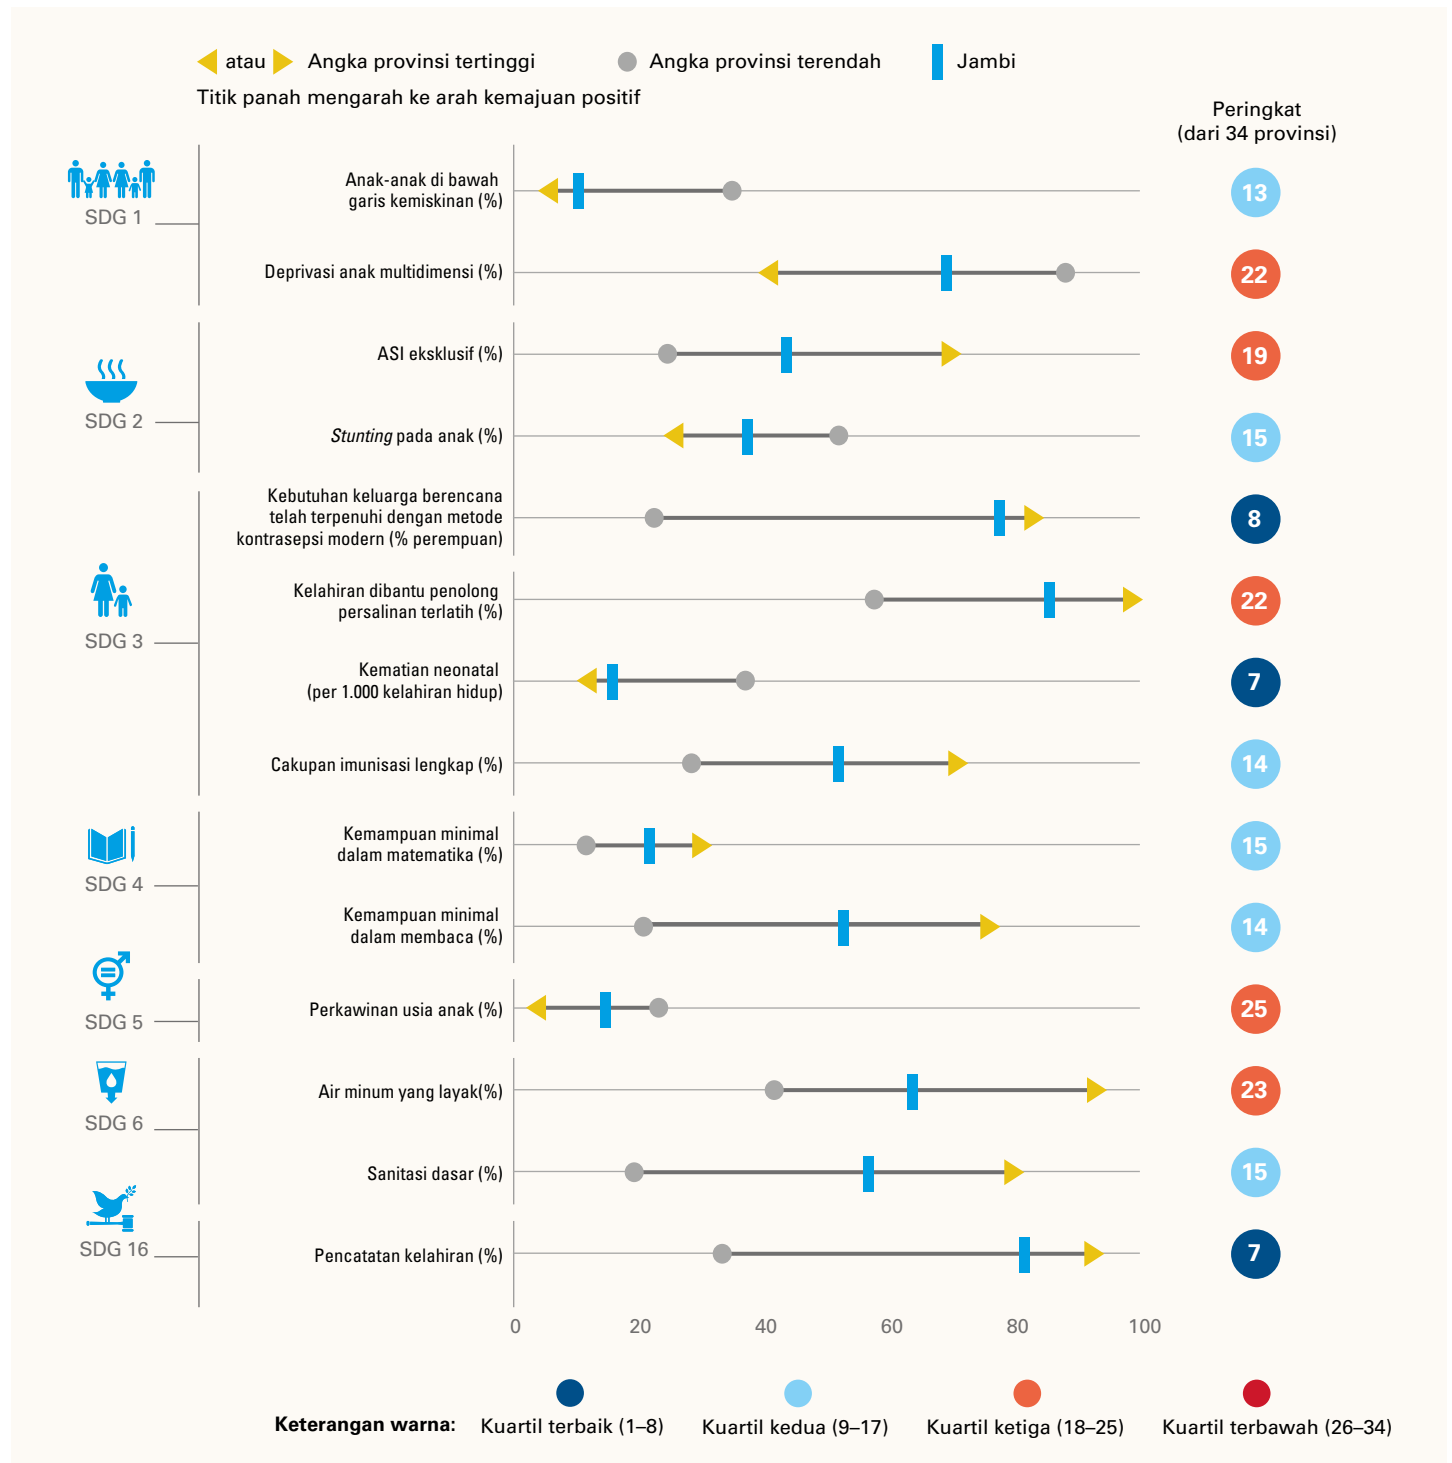 atau Angka provinsi tertinggi Angka provinsi terendah Jambi
Titik panah mengarah ke arah kemajuan positif
Peringkat
(dari 34 provinsi)
SDG 1
Anak-anak di bawah
garis kemiskinan (%)
13
Deprivasi anak multidimensi (%)
22
SDG 2
ASI eksklusif (%)
19
Stunting pada anak (%)
15
SDG 3
Kebutuhan keluarga berencana
telah terpenuhi dengan metode
kontrasepsi modern (% perempuan)
8
Kelahiran dibantu penolong
persalinan terlatih (%)
22
Kematian neonatal
(per 1.000 kelahiran hidup)
7
Cakupan imunisasi lengkap (%)
14
SDG 4
Kemampuan minimal
dalam matematika (%)
15
Kemampuan minimal
dalam membaca (%)
14
SDG 5
Perkawinan usia anak (%)
25
SDG 6
Air minum yang layak(%)
23
Sanitasi dasar (%)
15
SDG 16
Pencatatan kelahiran (%)
7
0 20 40 60 80 100
Keterangan warna: Kuartil terbaik (1–8) Kuartil kedua (9–17) Kuartil ketiga (18–25) Kuartil terbawah (26–34)